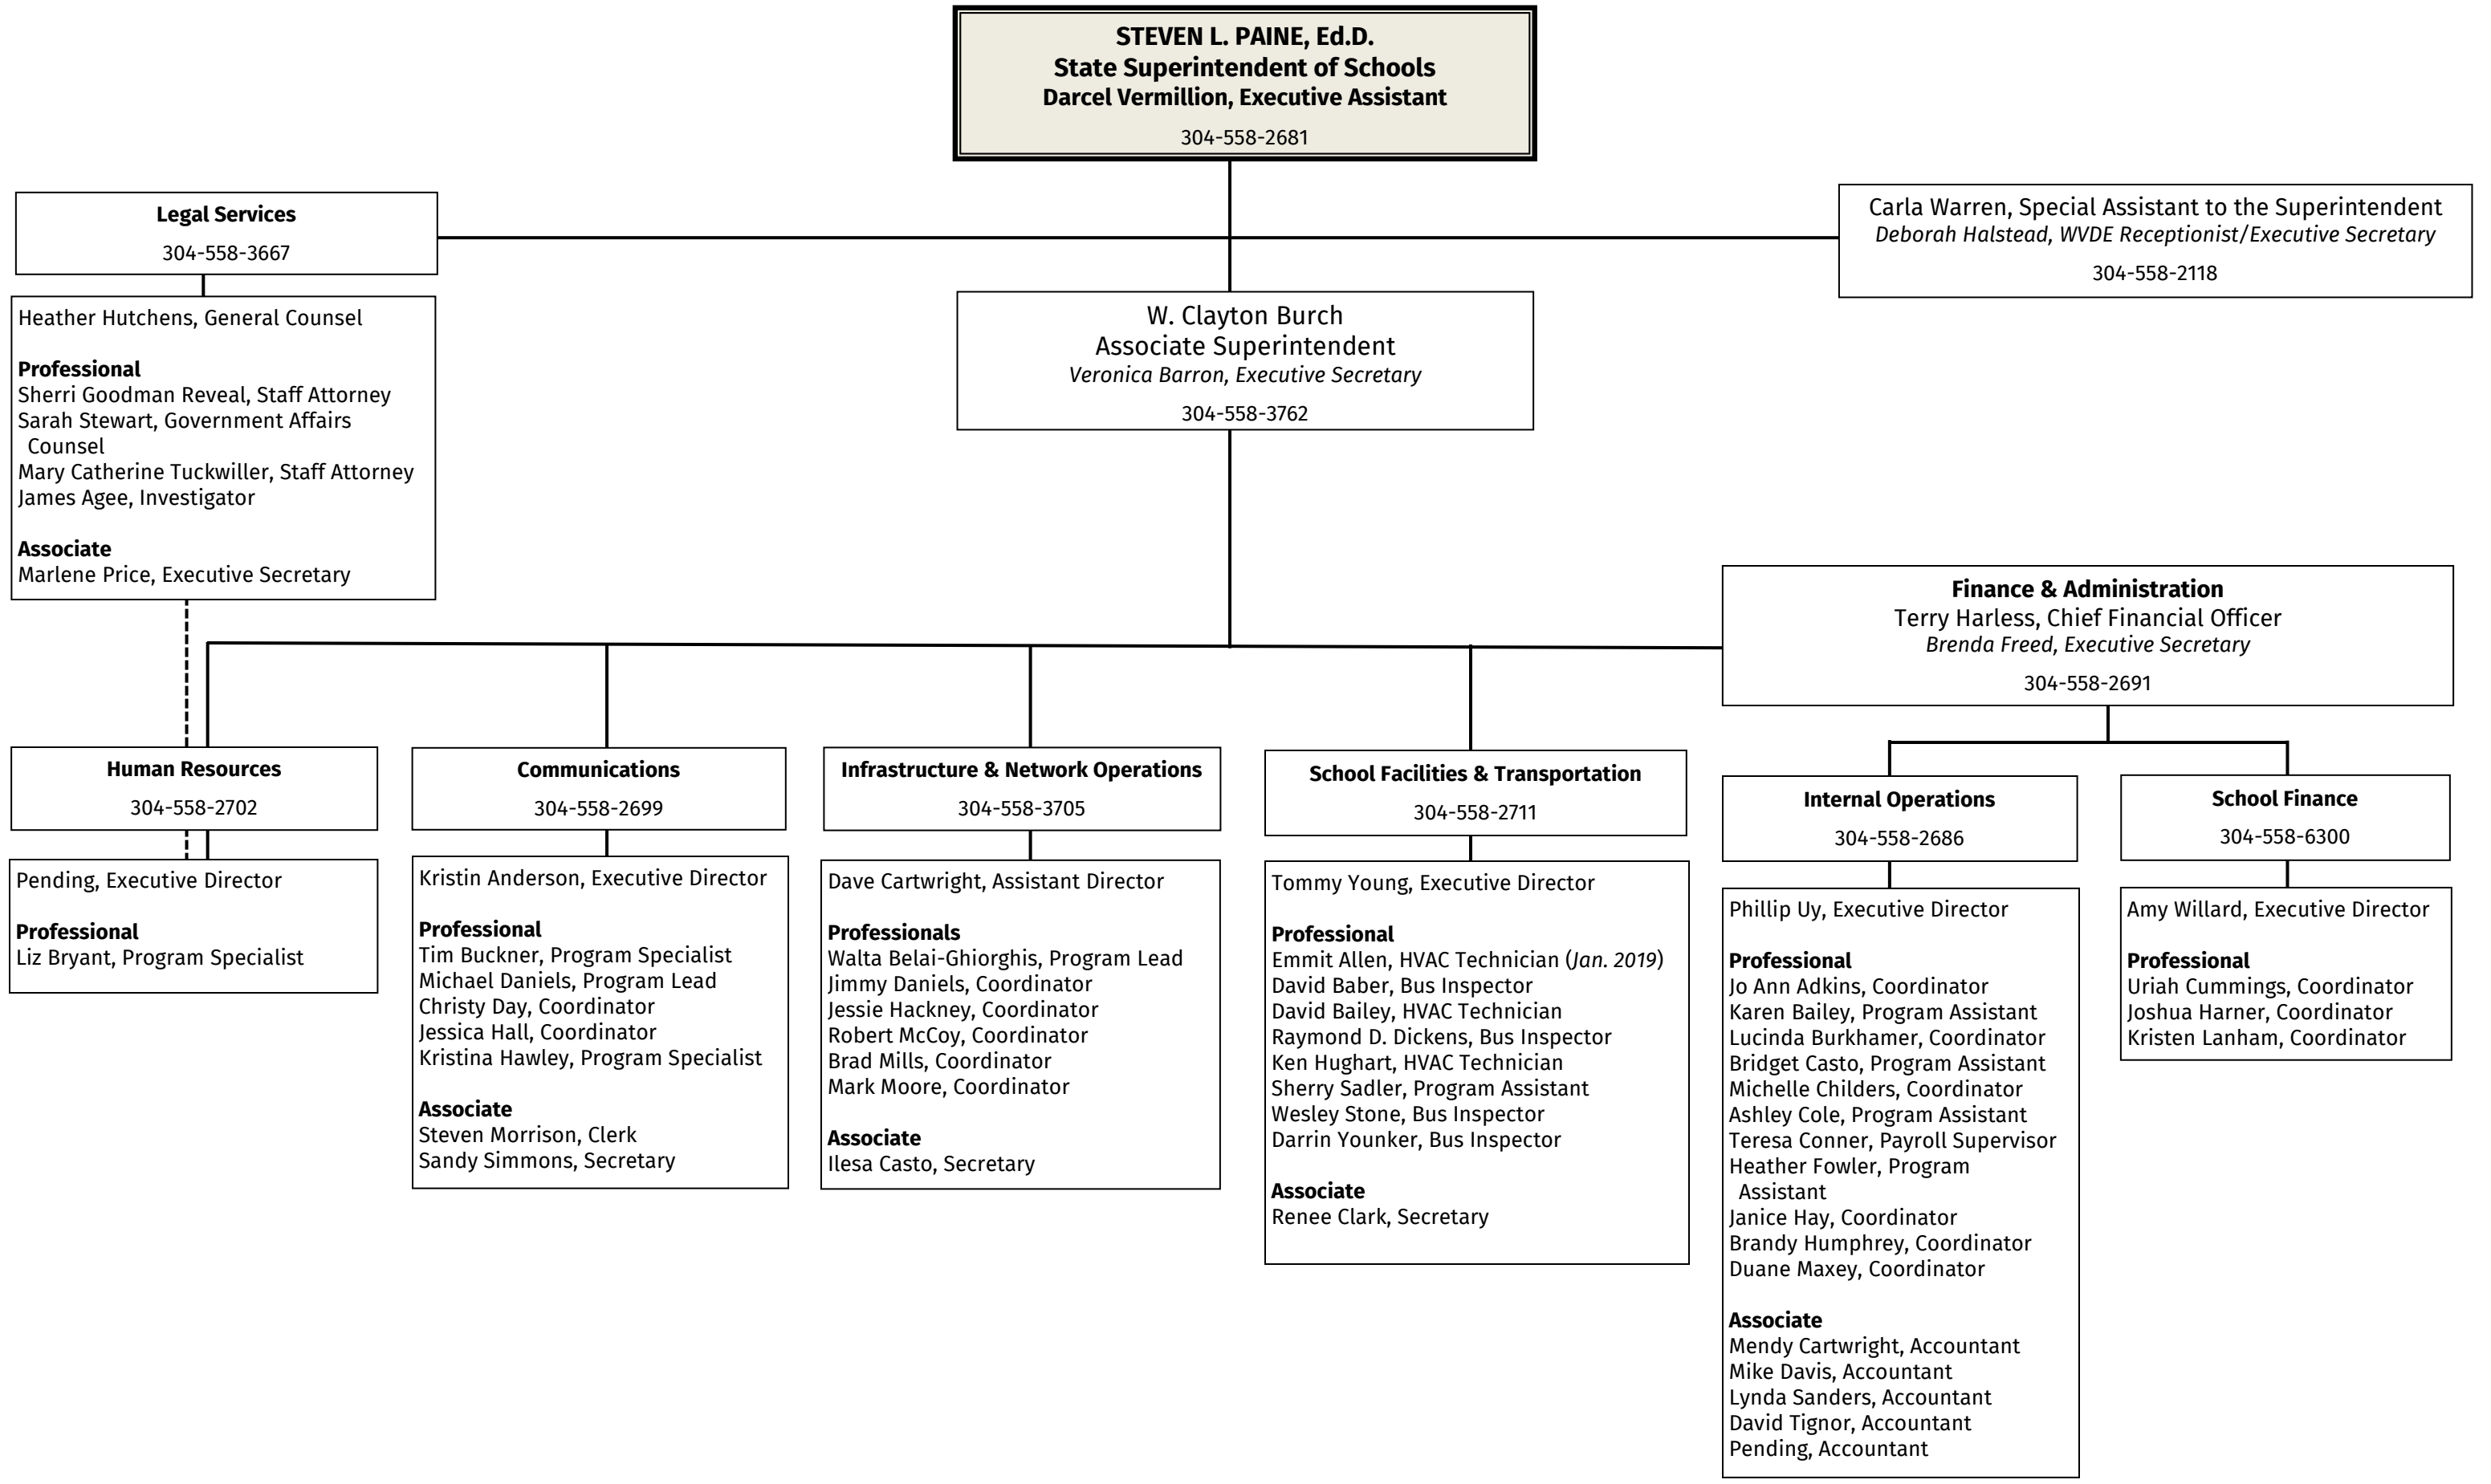 STEVEN L. PAINE, Ed.D.
State Superintendent of Schools
Darcel Vermillion, Executive Assistant
304-558-2681
Legal Services
304-558-3667
Carla Warren, Special Assistant to the Superintendent
Deborah Halstead, WVDE Receptionist/Executive Secretary
304-558-2118
Heather Hutchens, General Counsel
Professional
Sherri Goodman Reveal, Staff Attorney
Sarah Stewart, Government Affairs
Counsel
Mary Catherine Tuckwiller, Staff Attorney
James Agee, Investigator
Associate
Marlene Price, Executive Secretary
W. Clayton Burch
Associate Superintendent
Veronica Barron, Executive Secretary
304-558-3762
Finance & Administration
Terry Harless, Chief Financial Officer
Brenda Freed, Executive Secretary
304-558-2691
Human Resources
304-558-2702
Pending, Executive Director
Professional
Liz Bryant, Program Specialist
Communications
304-558-2699
Kristin Anderson, Executive Director
Professional
Tim Buckner, Program Specialist
Michael Daniels, Program Lead
Christy Day, Coordinator
Jessica Hall, Coordinator
Kristina Hawley, Program Specialist
Associate
Steven Morrison, Clerk
Sandy Simmons, Secretary
Infrastructure & Network Operations
304-558-3705
Dave Cartwright, Assistant Director
Professionals
Walta Belai-Ghiorghis, Program Lead
Jimmy Daniels, Coordinator
Jessie Hackney, Coordinator
Robert McCoy, Coordinator
Brad Mills, Coordinator
Mark Moore, Coordinator
Associate
Ilesa Casto, Secretary
School Facilities & Transportation
304-558-2711
Tommy Young, Executive Director
Professional
Emmit Allen, HVAC Technician (Jan. 2019)
David Baber, Bus Inspector
David Bailey, HVAC Technician
Raymond D. Dickens, Bus Inspector
Ken Hughart, HVAC Technician
Sherry Sadler, Program Assistant
Wesley Stone, Bus Inspector
Darrin Younker, Bus Inspector
Associate
Renee Clark, Secretary
Internal Operations
304-558-2686
Phillip Uy, Executive Director
Professional
Jo Ann Adkins, Coordinator
Karen Bailey, Program Assistant
Lucinda Burkhamer, Coordinator
Bridget Casto, Program Assistant
Michelle Childers, Coordinator
Ashley Cole, Program Assistant
Teresa Conner, Payroll Supervisor
Heather Fowler, Program
Assistant
Janice Hay, Coordinator
Brandy Humphrey, Coordinator
Duane Maxey, Coordinator
Associate
Mendy Cartwright, Accountant
Mike Davis, Accountant
Lynda Sanders, Accountant
David Tignor, Accountant
Pending, Accountant
School Finance
304-558-6300
Amy Willard, Executive Director
Professional
Uriah Cummings, Coordinator
Joshua Harner, Coordinator
Kristen Lanham, Coordinator